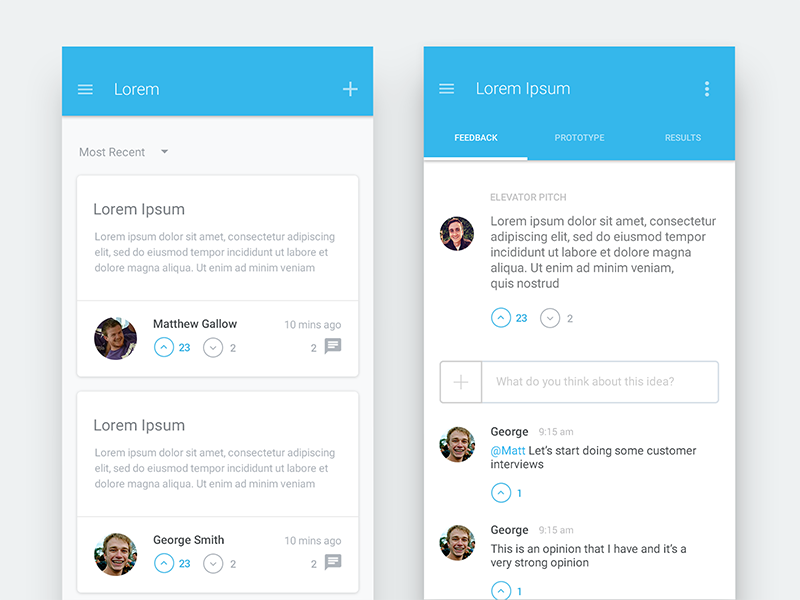 Lorem
Most Recent
Lorem Ipsum
Lorem ipsum dolor sit amet, consectetur adipiscing
elit, sed do eiusmod tempor incididunt ut labore et
dolore magna aliqua. Ut enim ad minim veniam
Matthew Gallow 10 mins ago
23 2 2
Lorem Ipsum
Lorem ipsum dolor sit amet, consectetur adipiscing
elit, sed do eiusmod tempor incididunt ut labore et
dolore magna aliqua. Ut enim ad minim veniam
George Smith 10 mins ago
23 2 2
Lorem Ipsum
FEEDBACK PROTOTYPE RESULTS
ELEVATOR PITCH
Lorem ipsum dolor sit amet, consectetur
adipiscing elit, sed do eiusmod tempor
incididunt ut labore et dolore magna
aliqua. Ut enim ad minim veniam,
quis nostrud
23 2
What do you think about this idea?
George 9:15 am
@Matt Let's start doing some customer
interviews
1
George 9:15 am
This is an opinion that I have and it's a
very strong opinion
1